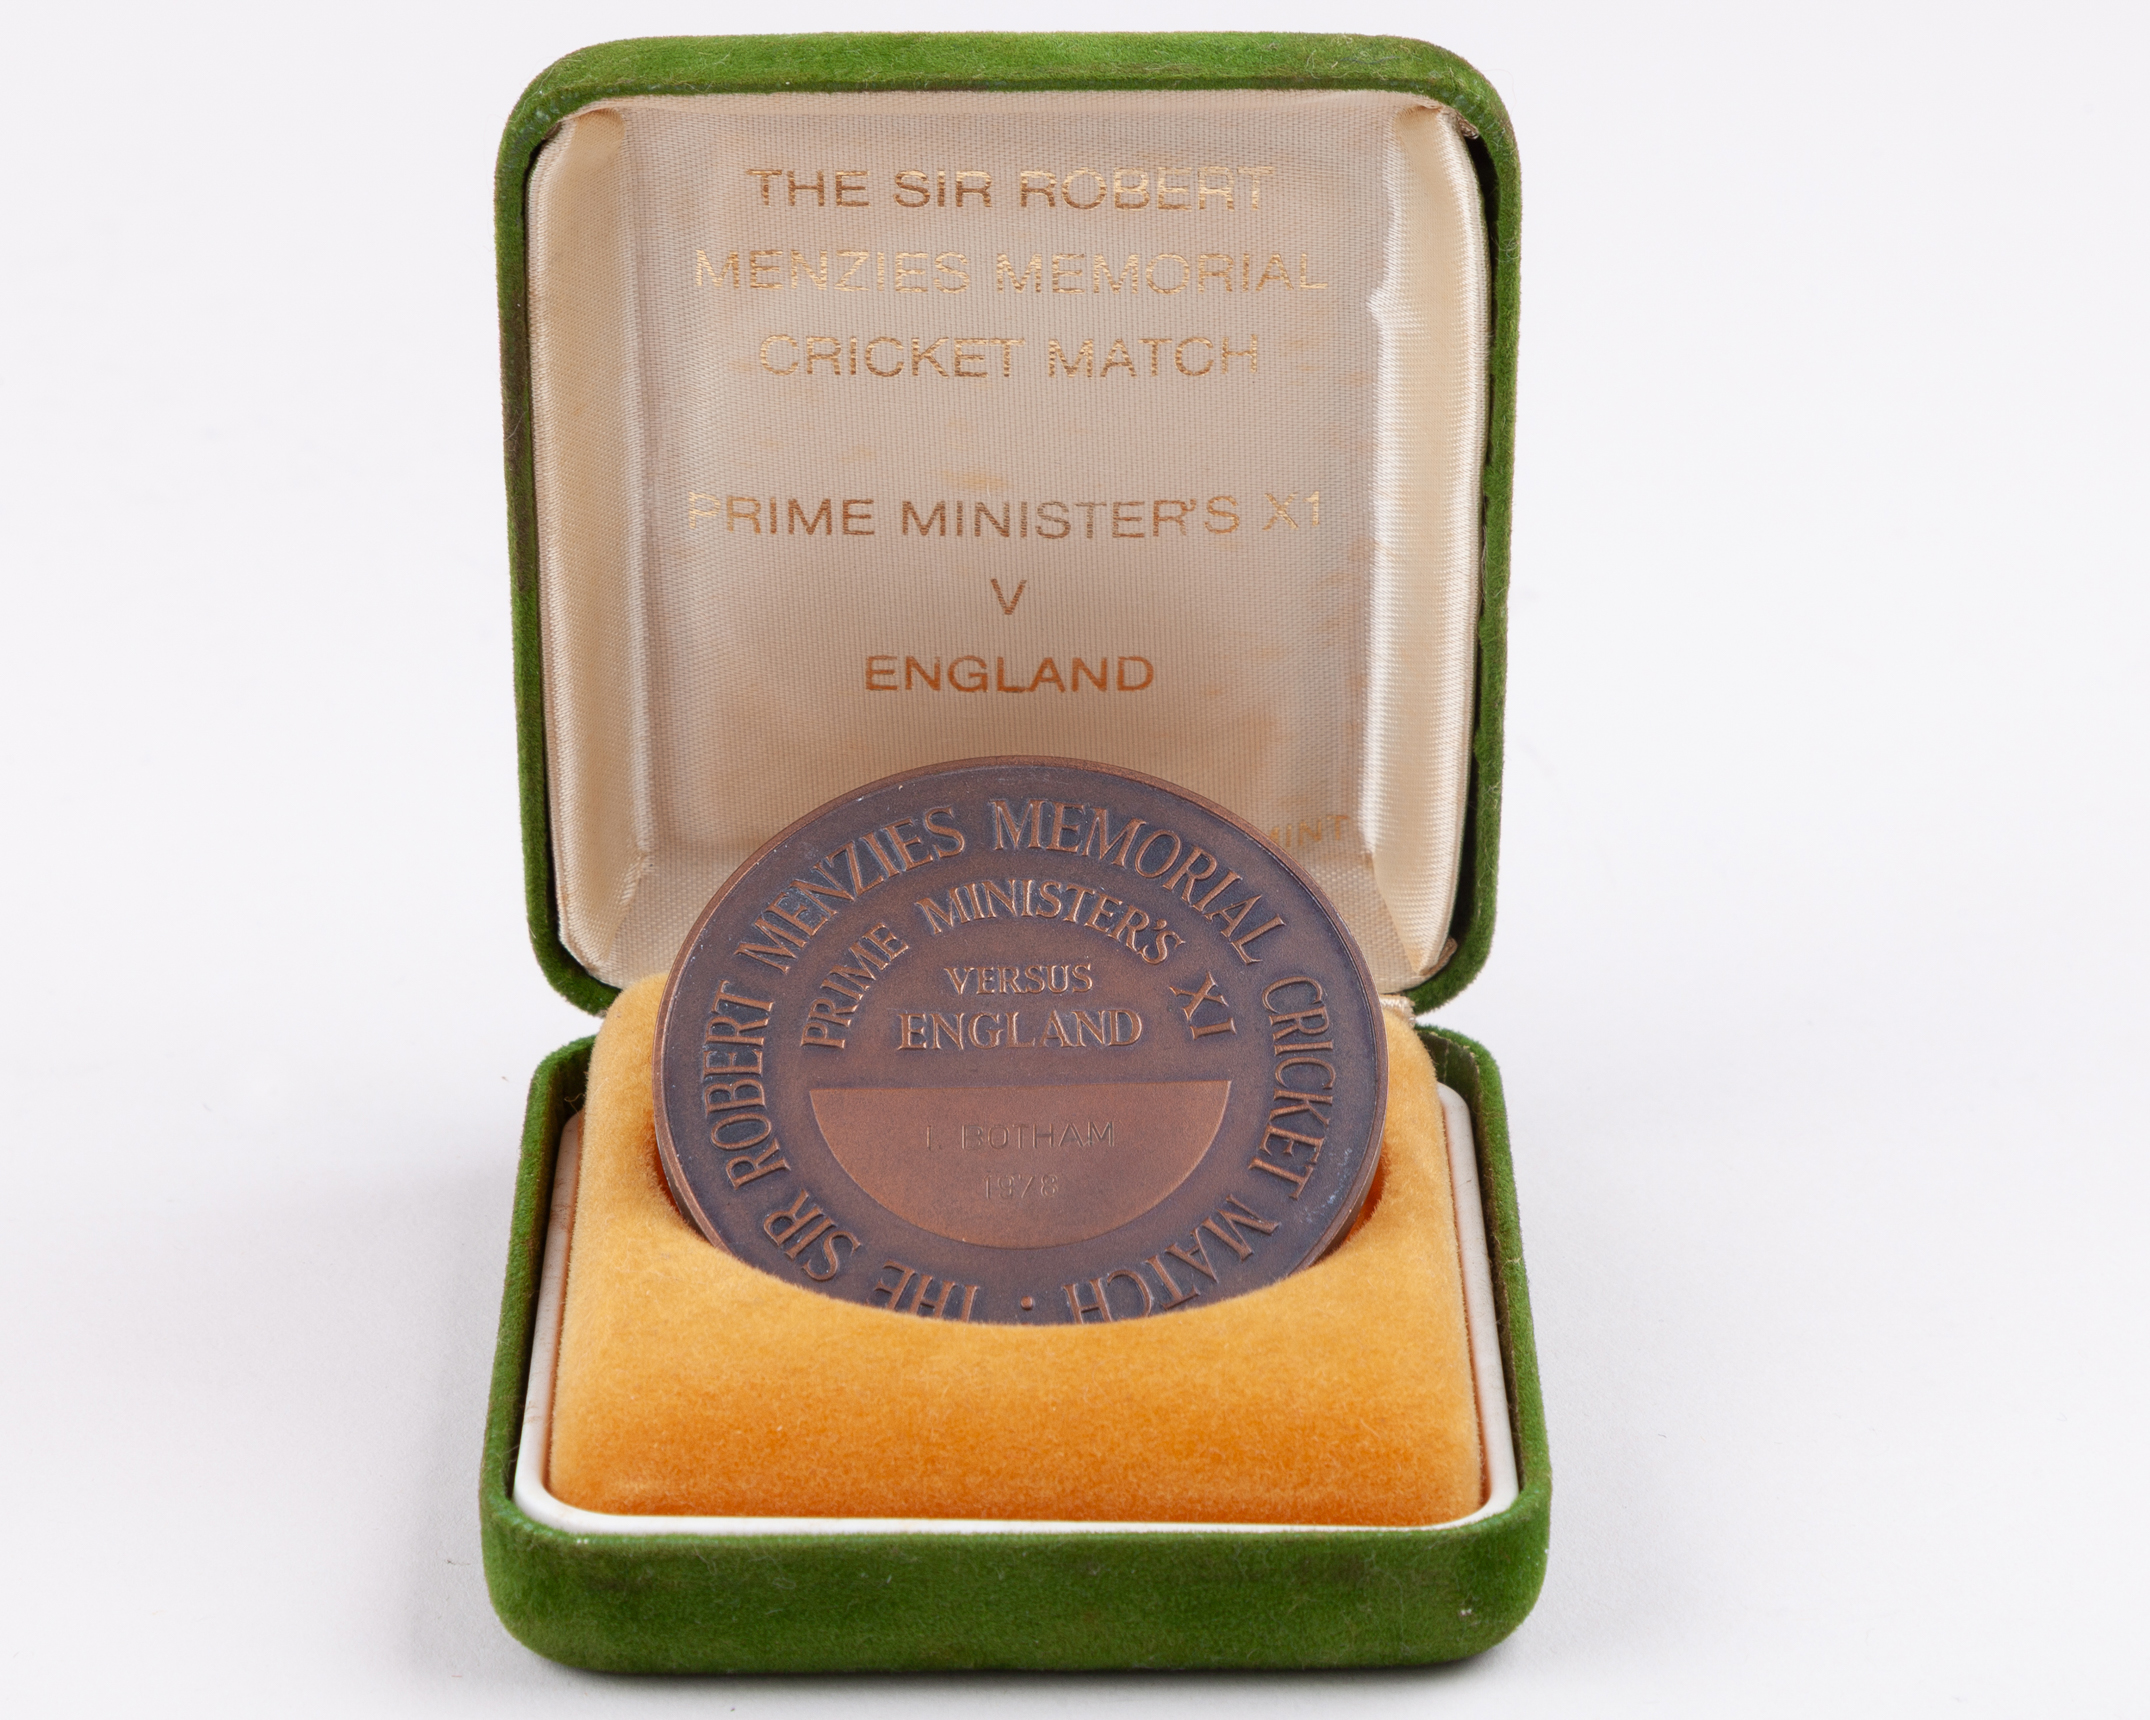 THE SIR ROBERT
MENZIES MEMORIAL
CRICKET MATCH
PRIME MINISTER'S X1
V
ENGLAND
THE SIR ROBERT MENZIES MEMORIAL CRICKET MATCH •
PRIME MINISTER'S XI
VERSUS
ENGLAND
I. BOTHAM
1978